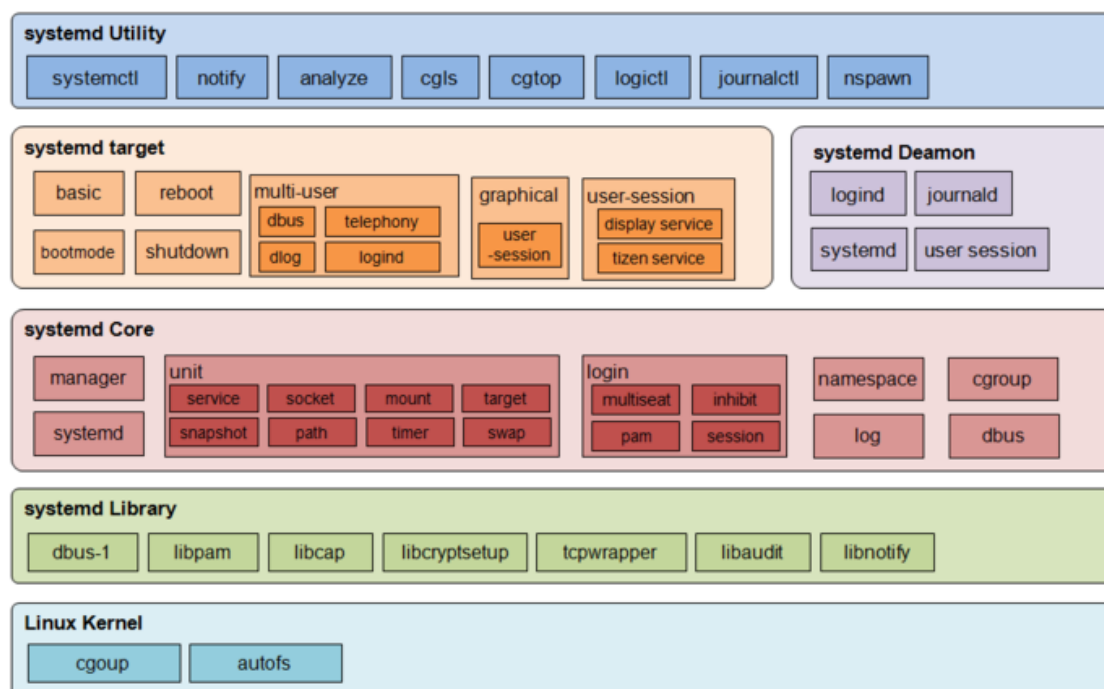 systemd Utility
systemctl notify analyze cgls cgtop logictl journalctl nspawn
systemd target
basic reboot
bootmode shutdown
multi-user
dbus telephony
dlog logind
graphical
user
-session
user-session
display service
tizen service
systemd Deamon
logind journald
systemd user session
systemd Core
manager
systemd
unit
service socket mount target
snapshot path timer swap
login
multiseat inhibit
pam session
namespace cgroup
log dbus
systemd Library
dbus-1 libpam libcap libcryptsetup tcpwrapper libaudit libnotify
Linux Kernel
cgoup autofs